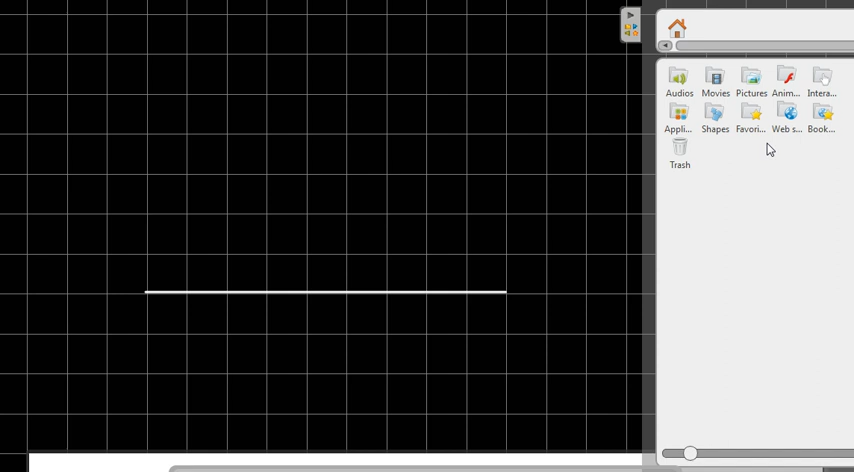 Audios Movies Pictures Anim... Intera...
Appli... Shapes Favori... Web s... Book...
Trash